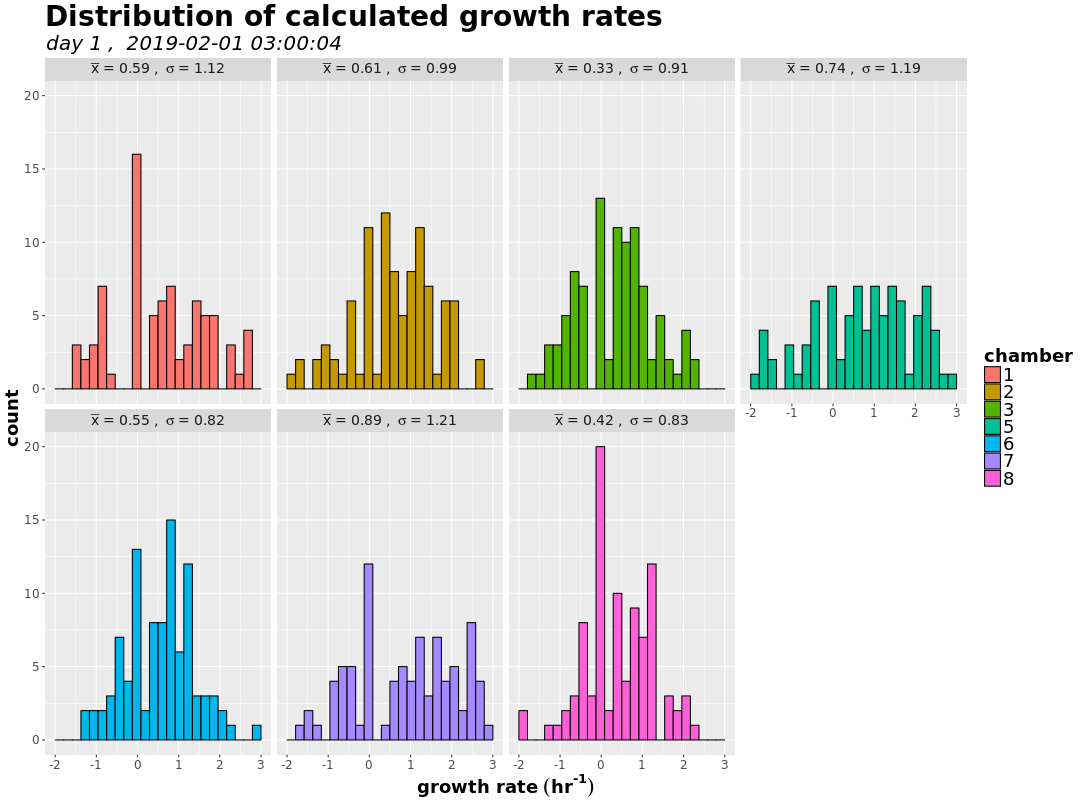 Distribution of calculated growth rates
day 1 , 2019-02-01 03:00:04
x̅ = 0.59 , σ = 1.12
x̅ = 0.61 , σ = 0.99
x̅ = 0.33 , σ = 0.91
x̅ = 0.74 , σ = 1.19
20
15
10
5
0
-2 -1 0 1 2 3
x̅ = 0.55 , σ = 0.82
x̅ = 0.89 , σ = 1.21
x̅ = 0.42 , σ = 0.83
20
15
10
5
0
-2 -1 0 1 2 3
-2 -1 0 1 2 3
-2 -1 0 1 2 3
count
growth rate (hr⁻¹)
chamber
1
2
3
5
6
7
8